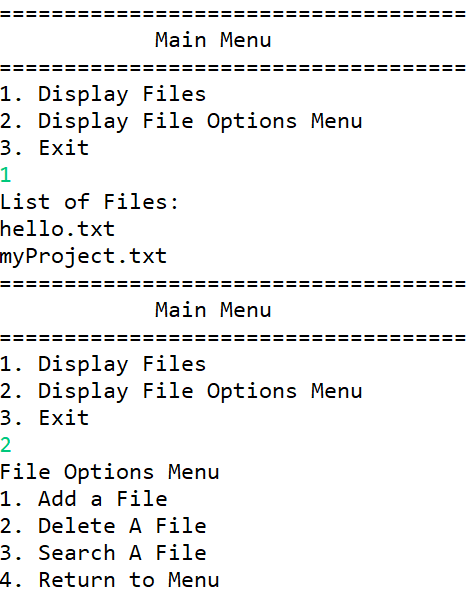 ====================================
Main Menu
====================================
1. Display Files
2. Display File Options Menu
3. Exit
1
List of Files:
hello.txt
myProject.txt
====================================
Main Menu
====================================
1. Display Files
2. Display File Options Menu
3. Exit
2
File Options Menu
1. Add a File
2. Delete A File
3. Search A File
4. Return to Menu